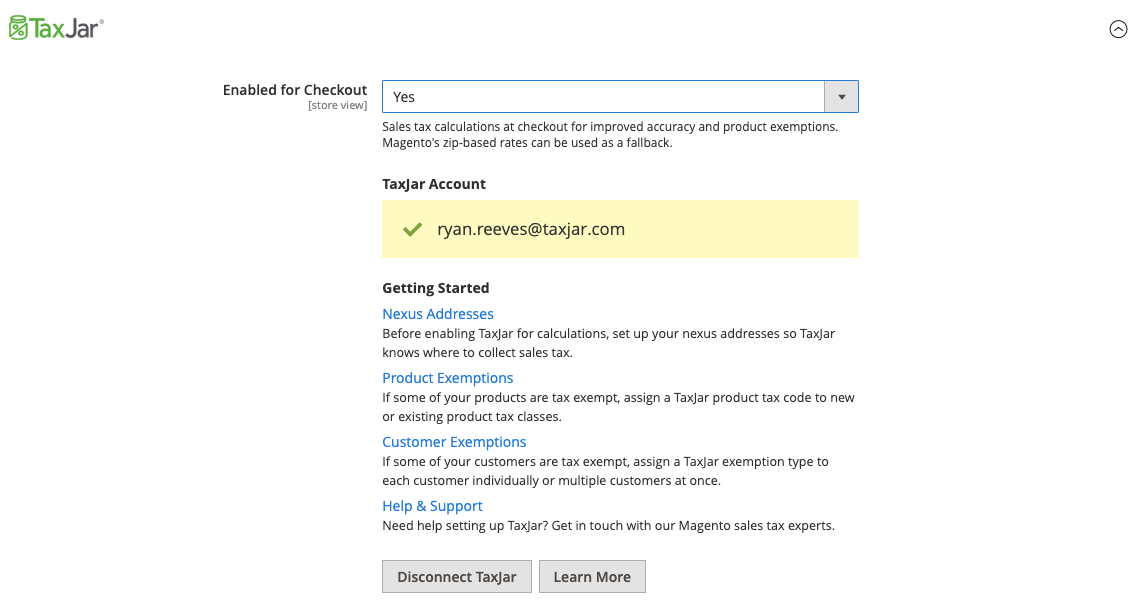 TaxJar®
Enabled for Checkout
[store view]
Yes
Sales tax calculations at checkout for improved accuracy and product exemptions.
Magento's zip-based rates can be used as a fallback.
TaxJar Account
ryan.reeves@taxjar.com
Getting Started
Nexus Addresses
Before enabling TaxJar for calculations, set up your nexus addresses so TaxJar
knows where to collect sales tax.
Product Exemptions
If some of your products are tax exempt, assign a TaxJar product tax code to new
or existing product tax classes.
Customer Exemptions
If some of your customers are tax exempt, assign a TaxJar exemption type to
each customer individually or multiple customers at once.
Help & Support
Need help setting up TaxJar? Get in touch with our Magento sales tax experts.
Disconnect TaxJar
Learn More